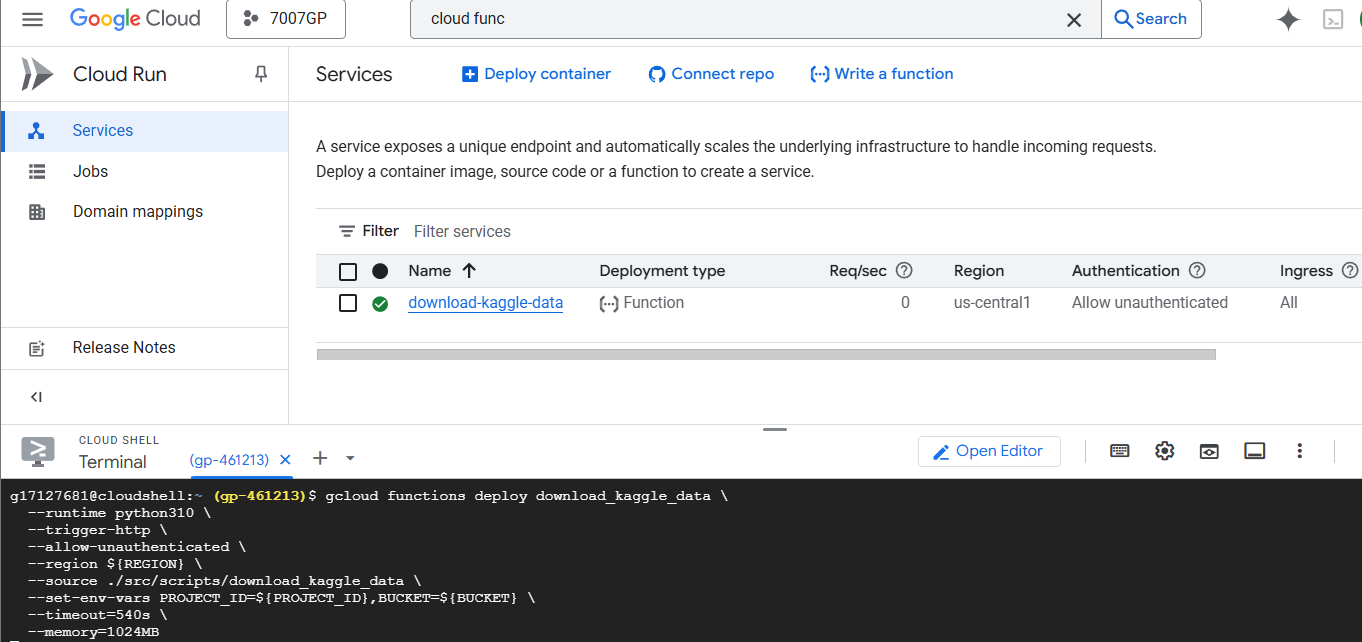 Google Cloud
7007GP
cloud func
Search
Cloud Run
Services
Deploy container
Connect repo
Write a function
Services
Jobs
Domain mappings
Release Notes
A service exposes a unique endpoint and automatically scales the underlying infrastructure to handle incoming requests.
Deploy a container image, source code or a function to create a service.
Filter Filter services
Name Deployment type Req/sec Region Authentication Ingress
download-kaggle-data Function 0 us-central1 Allow unauthenticated All
CLOUD SHELL
Terminal
(gp-461213)
Open Editor
g17127681@cloudshell:~ (gp-461213)$ gcloud functions deploy download_kaggle_data \
--runtime python310 \
--trigger-http \
--allow-unauthenticated \
--region ${REGION} \
--source ./src/scripts/download_kaggle_data \
--set-env-vars PROJECT_ID=${PROJECT_ID},BUCKET=${BUCKET} \
--timeout=540s \
--memory=1024MB